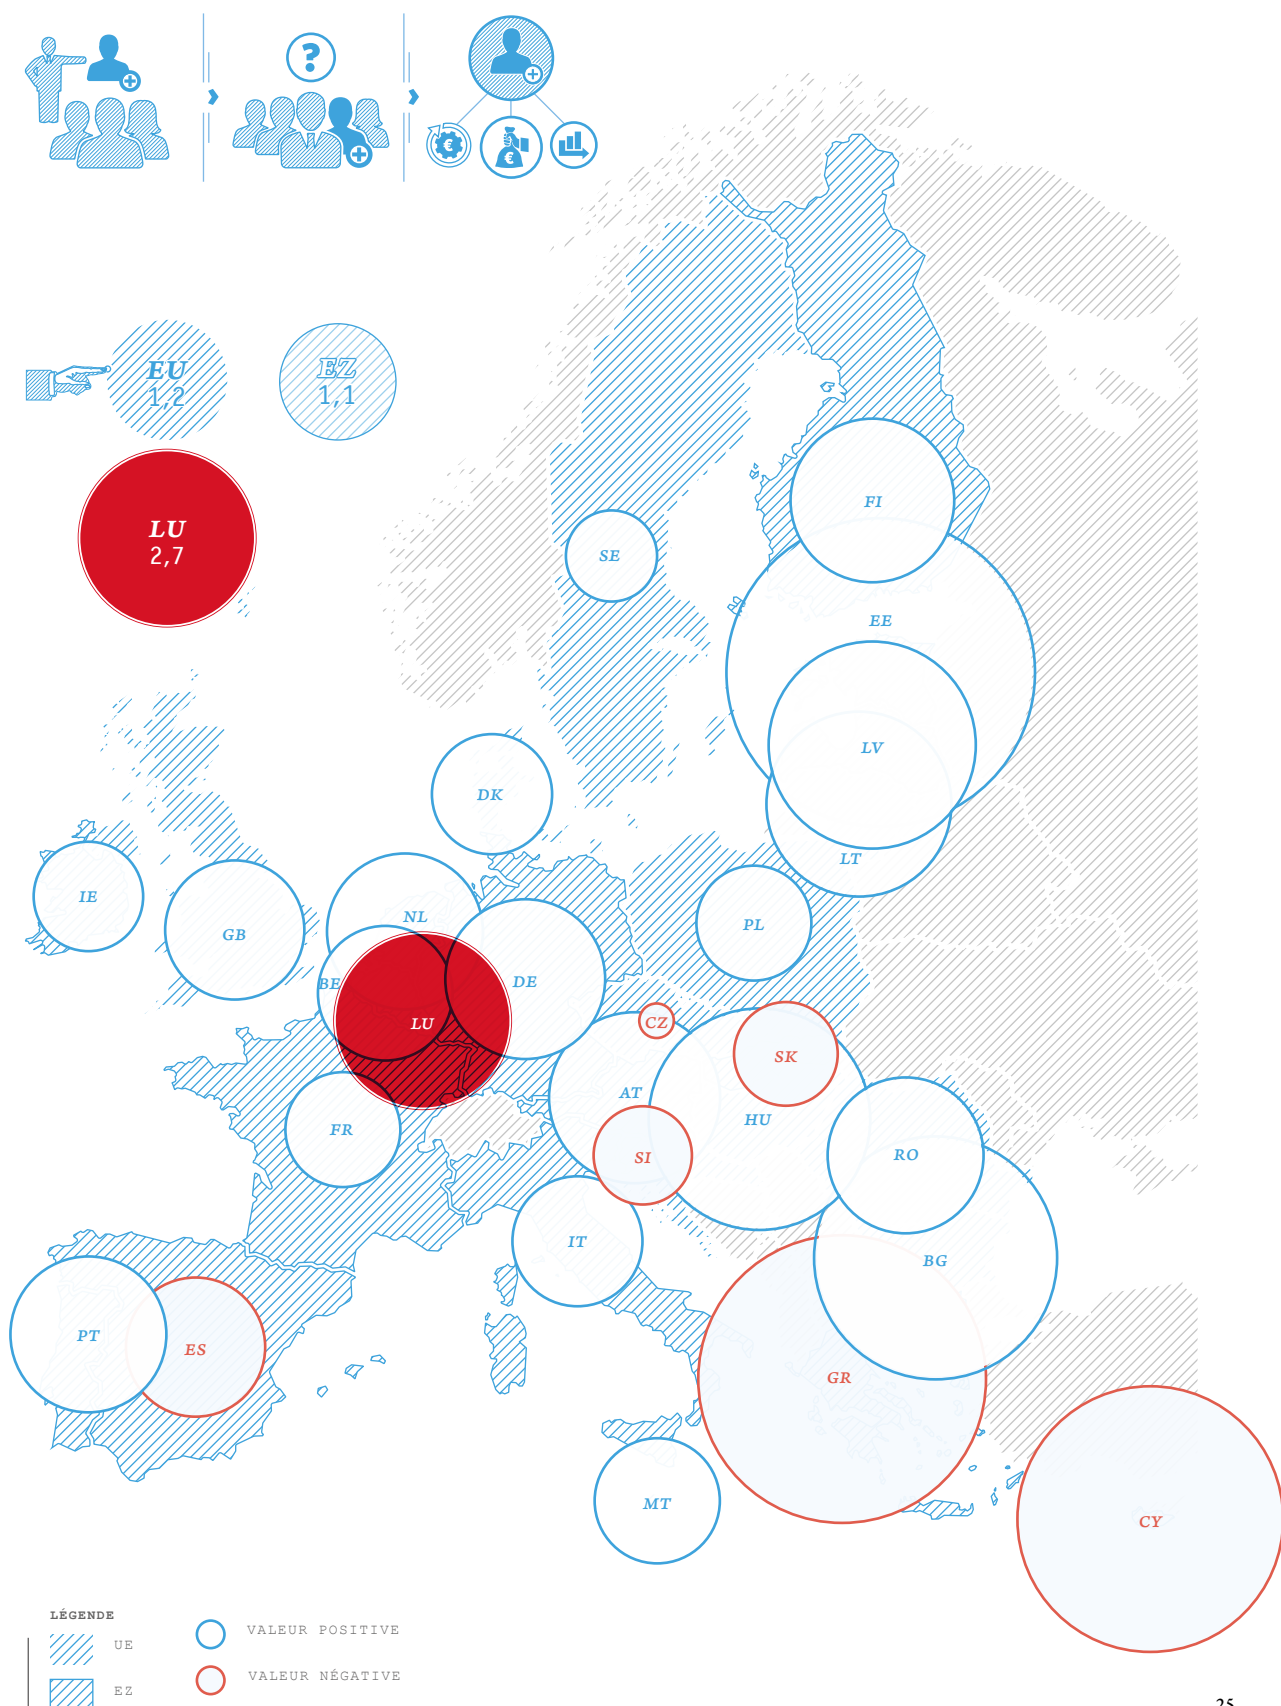 ?
€
€
EU
1,2
EZ
1,1
LU
2,7
FI
SE
EE
LV
DK
LT
IE
GB
NL
PL
BE
DE
LU
CZ
SK
AT
HU
FR
SI
RO
IT
BG
PT
ES
GR
MT
CY
LÉGENDE
UE
EZ
VALEUR POSITIVE
VALEUR NÉGATIVE
25